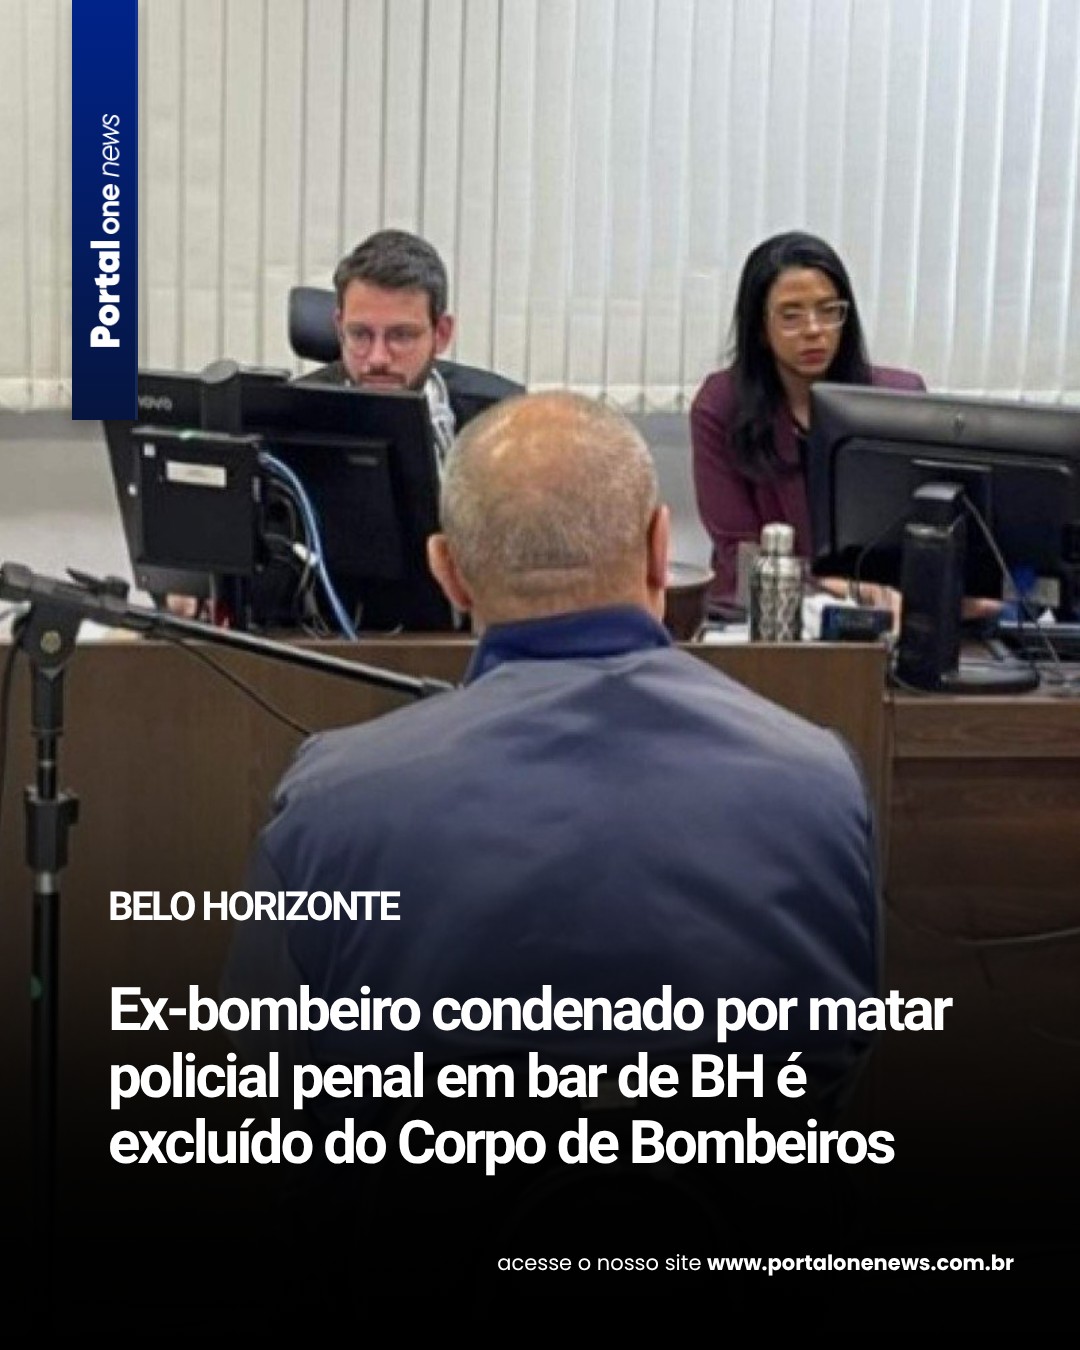 Portal one news
BELO HORIZONTE
Ex-bombeiro condenado por matar
policial penal em bar de BH é
excluído do Corpo de Bombeiros
acesse o nosso site www.portalonenews.com.br